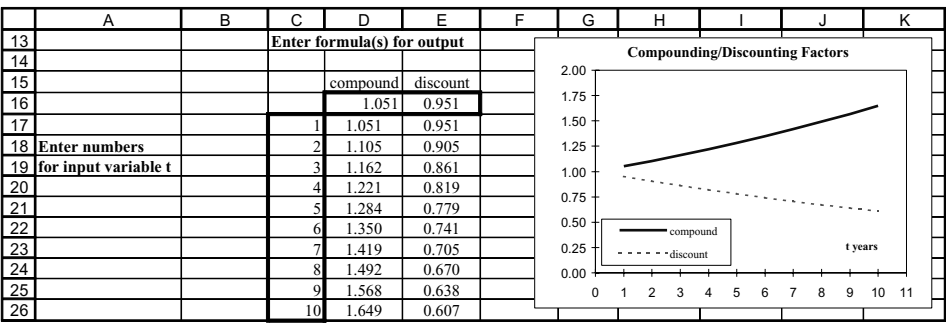 A B C D E F G H I J K
13 Enter formula(s) for output
14
15 compound discount
16 1.051 0.951
17 1 1.051 0.951
18 Enter numbers 2 1.105 0.905
19 for input variable t 3 1.162 0.861
20 4 1.221 0.819
21 5 1.284 0.779
22 6 1.350 0.741
23 7 1.419 0.705
24 8 1.492 0.670
25 9 1.568 0.638
26 10 1.649 0.607
Compounding/Discounting Factors
2.00
1.75
1.50
1.25
1.00
0.75
0.50
compound
0.25 t years
discount
0.00
0 1 2 3 4 5 6 7 8 9 10 11